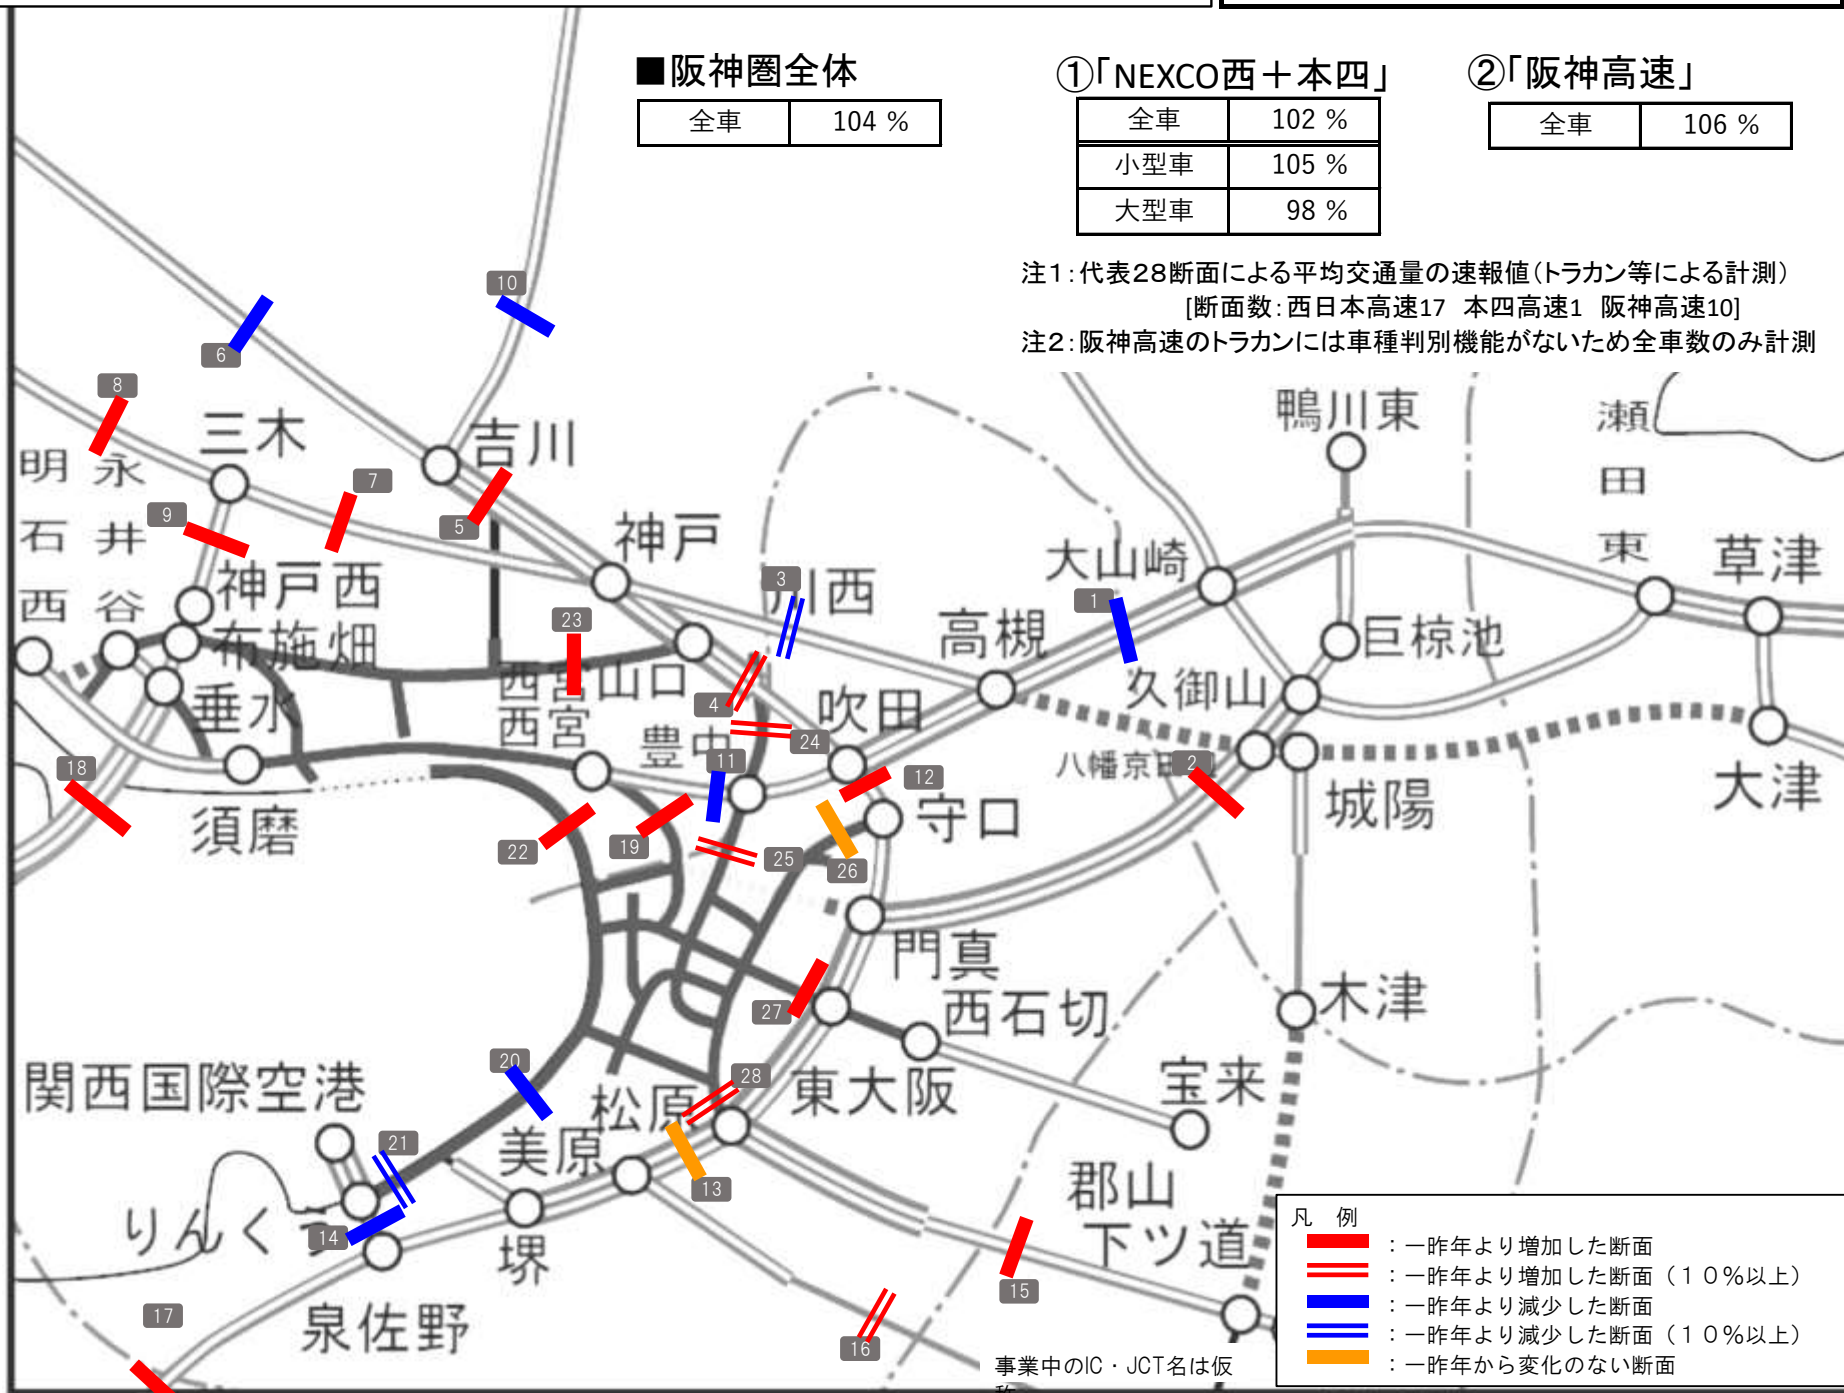 ■阪神圏全体
全車 104 %
①「NEXCO西＋本四」
全車 102 %
小型車 105 %
大型車 98 %
②「阪神高速」
全車 106 %
注1：代表28断面による平均交通量の速報値（トラカン等による計測）
[断面数：西日本高速17 本四高速1 阪神高速10]
注2：阪神高速のトラカンには車種判別機能がないため全車数のみ計測
10
6
8
三木
吉川
鴨川東
瀬田東
明石西
永井谷
7
9
5
神戸
大山崎
草津
神戸西
3
川西
1
23
高槻
巨椋池
布施畑
西宮山口
久御山
垂水
4
吹田
西宮
豊中
24
11
八幡京田辺
2
12
18
大津
須磨
守口
城陽
22
19
25
26
門真
27
西石切
木津
20
28
関西国際空港
松原
東大阪
宝来
21
美原
13
郡山
りんくう
14
下ツ道
堺
15
17
泉佐野
16
事業中のIC・JCT名は仮
称
凡 例
：一昨年より増加した断面
：一昨年より増加した断面（１０％以上）
：一昨年より減少した断面
：一昨年より減少した断面（１０％以上）
：一昨年から変化のない断面